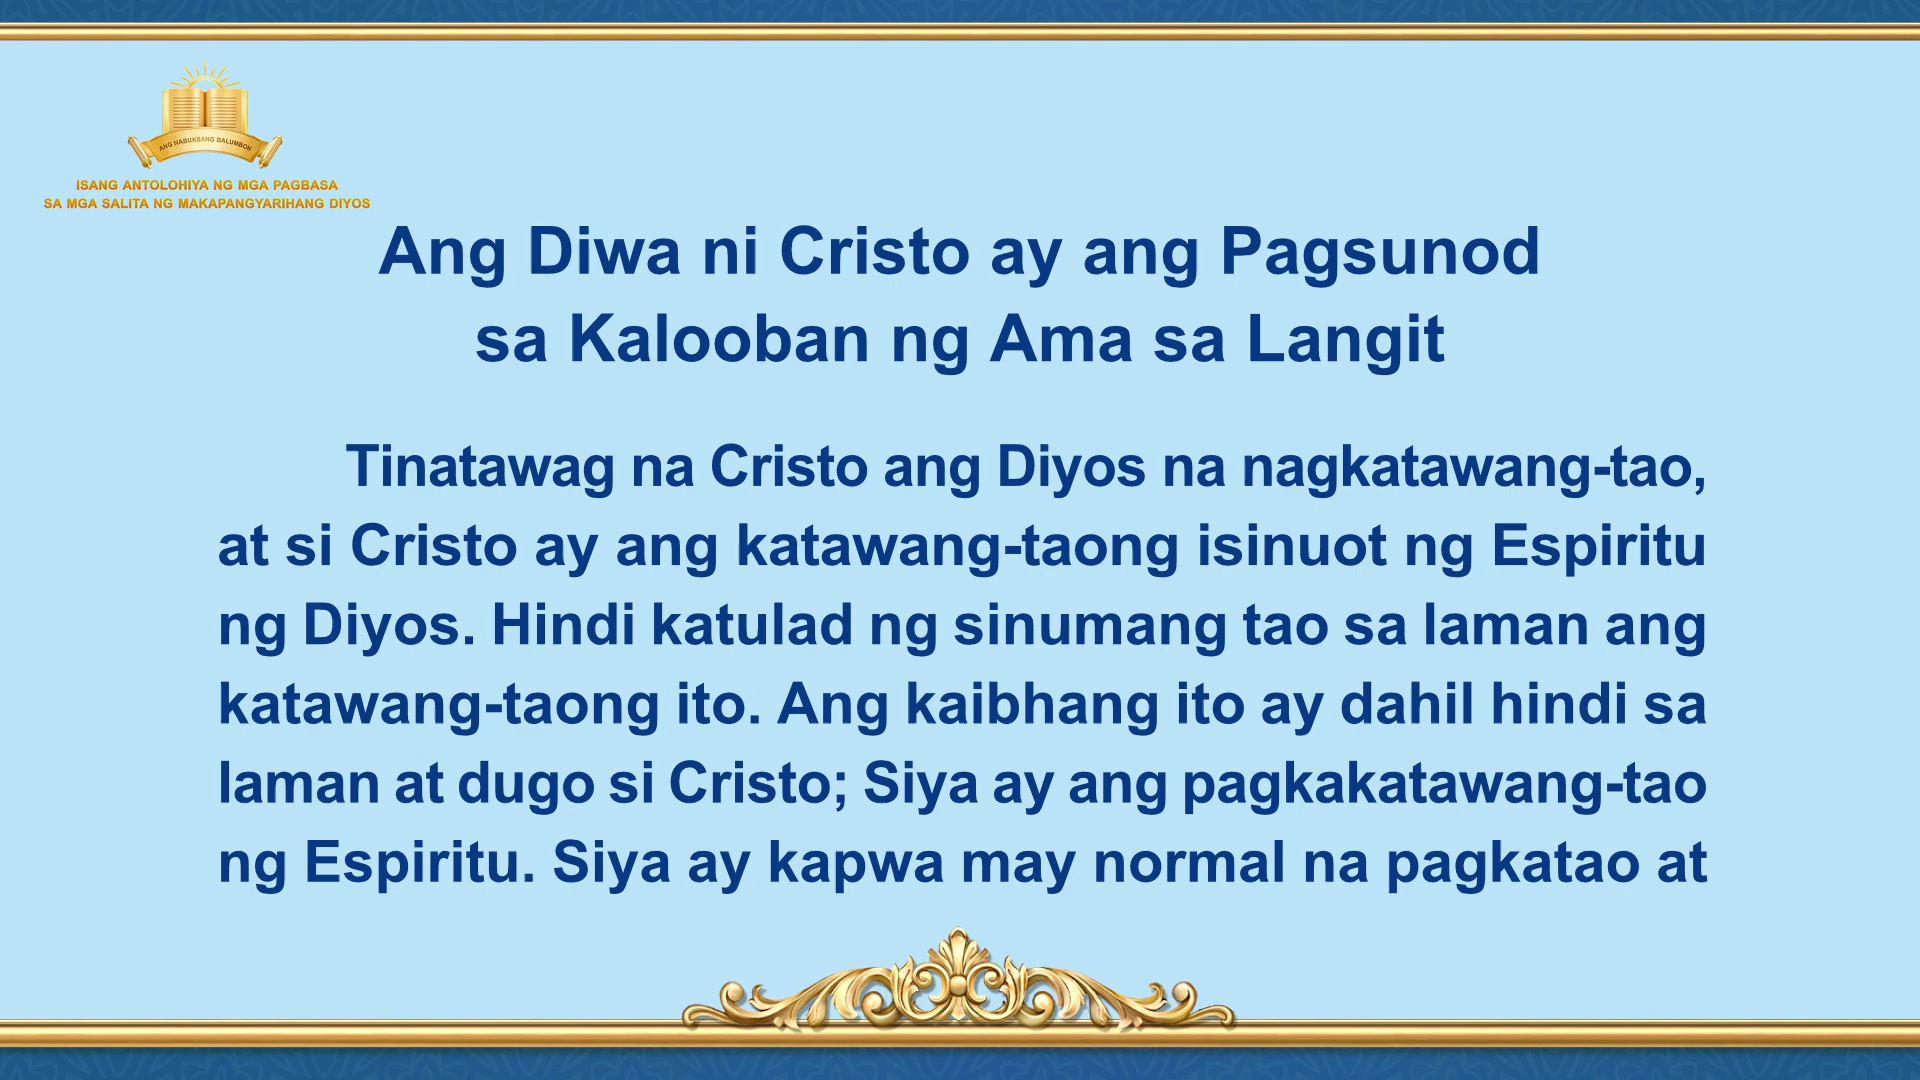 ANG NABUKSANG BALUMBON
ISANG ANTOLOHIYA NG MGA PAGBASA
SA MGA SALITA NG MAKAPANGYARIHANG DIYOS
Ang Diwa ni Cristo ay ang Pagsunod
sa Kalooban ng Ama sa Langit
Tinatawag na Cristo ang Diyos na nagkatawang-tao,
at si Cristo ay ang katawang-taong isinuot ng Espiritu
ng Diyos. Hindi katulad ng sinumang tao sa laman ang
katawang-taong ito. Ang kaibhang ito ay dahil hindi sa
laman at dugo si Cristo; Siya ay ang pagkakatawang-tao
ng Espiritu. Siya ay kapwa may normal na pagkatao at